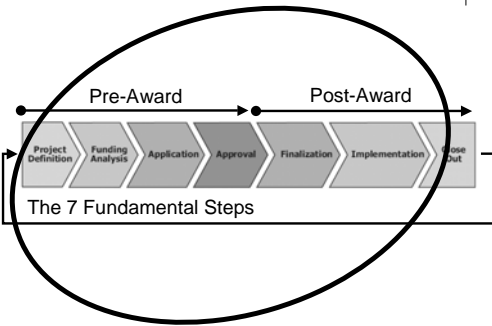 Pre-Award
Post-Award
Project Definition
Funding Analysis
Application
Approval
Finalization
Implementation
Close Out
The 7 Fundamental Steps